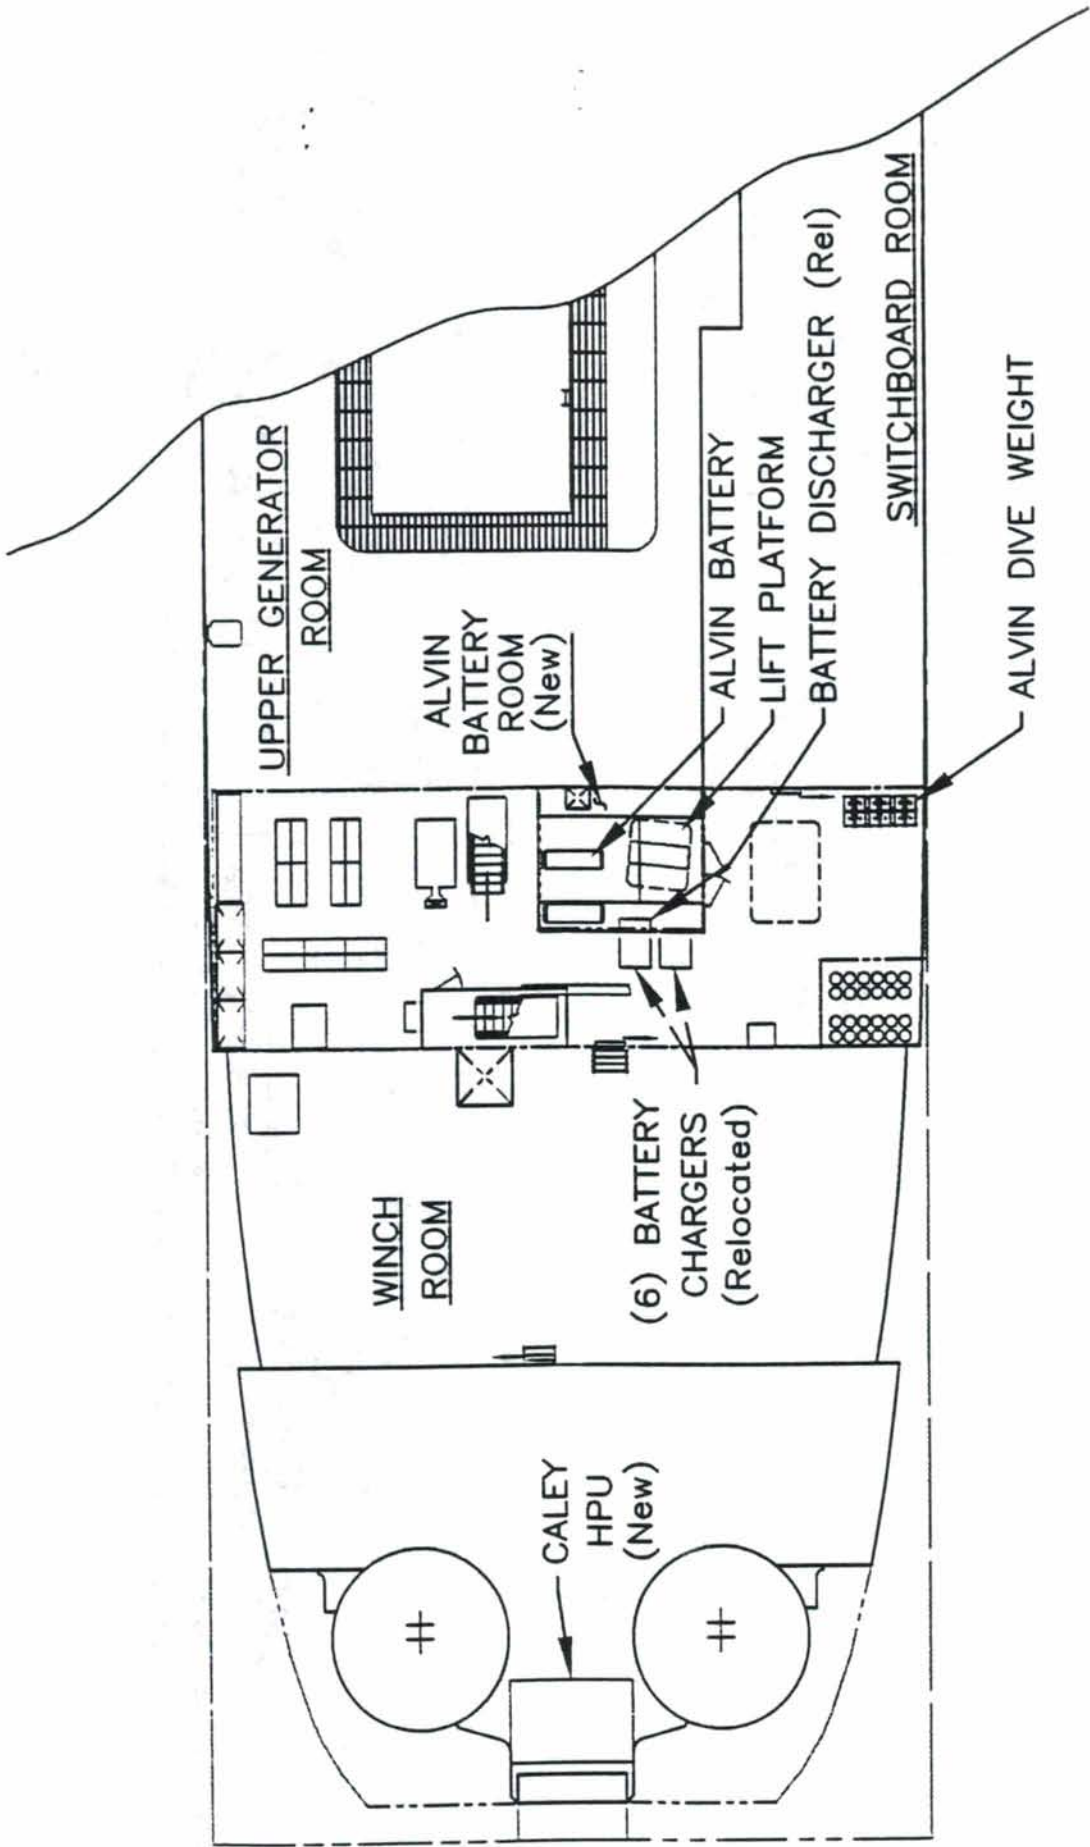 UPPER GENERATOR
ROOM
ALVIN
BATTERY
ROOM
(New)
ALVIN BATTERY
LIFT PLATFORM
BATTERY DISCHARGER (Rel)
SWITCHBOARD ROOM
ALVIN DIVE WEIGHT
WINCH
ROOM
(6) BATTERY
CHARGERS
(Relocated)
CALEY
HPU
(New)